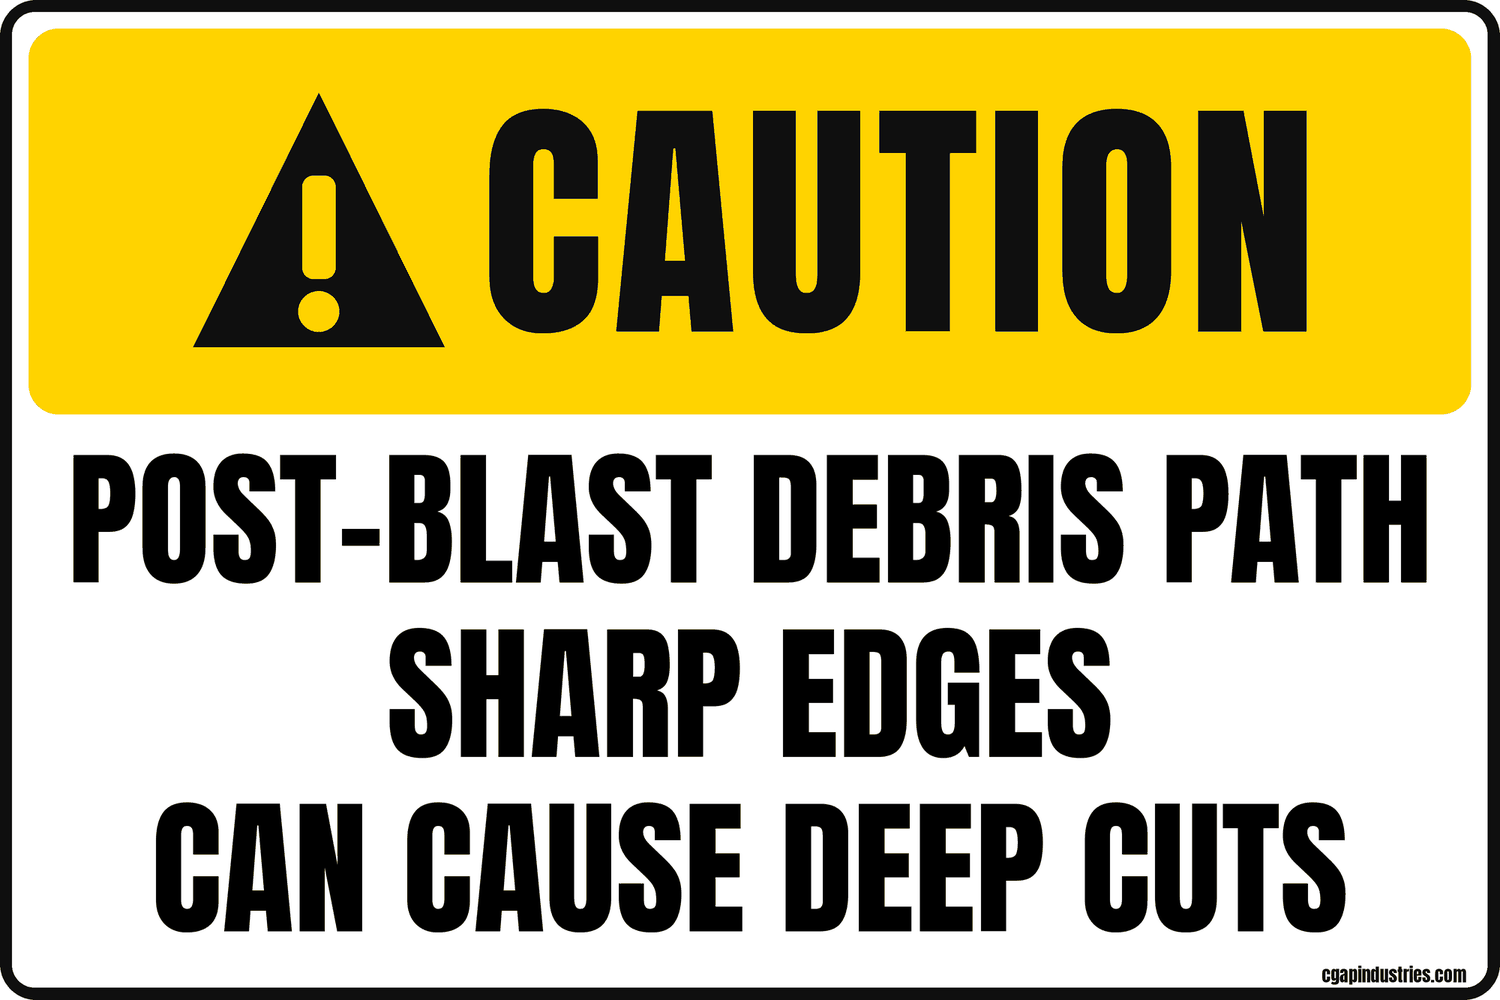 CAUTION
POST-BLAST DEBRIS PATH
SHARP EDGES
CAN CAUSE DEEP CUTS
cgapindustries.com